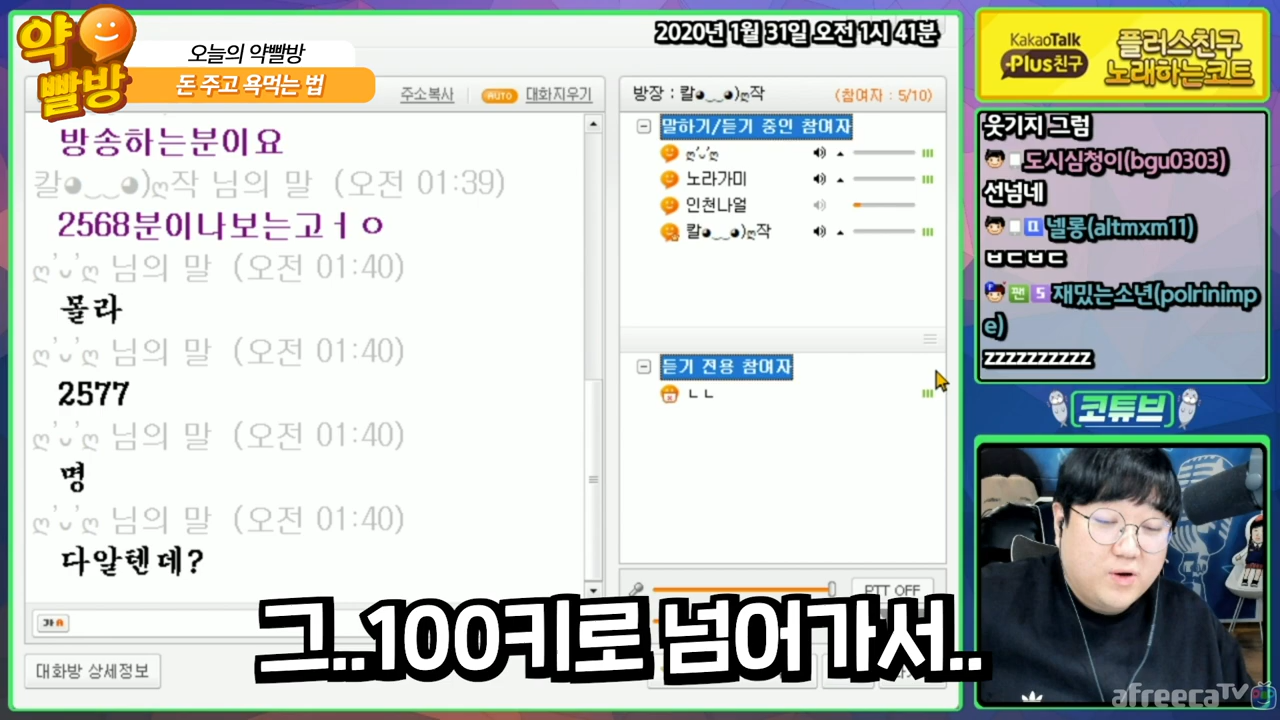 약빨방
오늘의 약빨방
돈 주고 욕먹는 법
2020년 1월 31일 오전 1시 41분
주소복사
AUTO
대화지우기
방송하는분이요
칼◕‿‿◕)ღ작 님의 말 (오전 01:39)
2568분이나보는고ㅓㅇ
ღ'ᴗ'ღ 님의 말 (오전 01:40)
몰라
ღ'ᴗ'ღ 님의 말 (오전 01:40)
2577
ღ'ᴗ'ღ 님의 말 (오전 01:40)
명
ღ'ᴗ'ღ 님의 말 (오전 01:40)
다알텐데?
가
대화방 상세정보
방장 : 칼◕‿‿◕)ღ작
(참여자 : 5/10)
말하기/듣기 중인 참여자
ღ'ᴗ'ღ
노라가미
인천나얼
칼◕‿‿◕)ღ작
듣기 전용 참여자
ㄴㄴ
PTT OFF
그..100키로 넘어가서..
KakaoTalk
Plus친구
플러스친구
노래하는코트
웃기지 그럼
도시심청이(bgu0303)
선넘네
넬롱(altmxm11)
ㅂㄷㅂㄷ
팬 S 재밌는소년(polrinimp
e)
zzzzzzzzzz
코튜브
afreecaTV